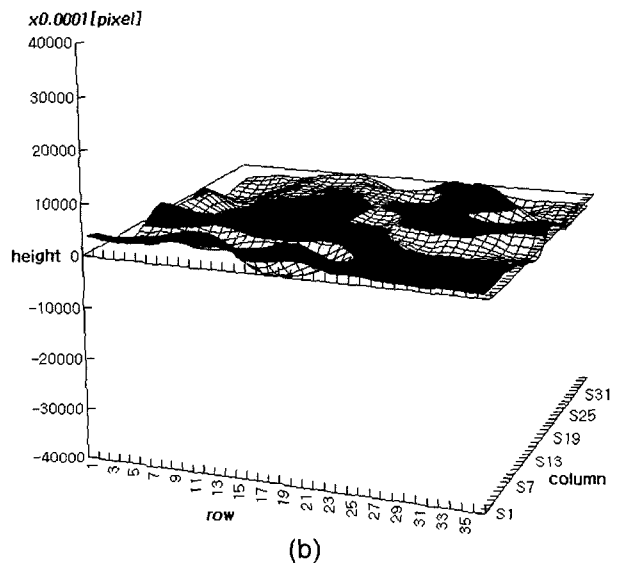 x0.0001[pixel]
40000
30000
20000
10000
height 0
-10000
-20000
-30000
-40000
1 3 5 7 9 11 13 15 17 19 21 23 25 27 29 31 33 35
row
S31
S25
S19
S13
S7
S1
column
(b)